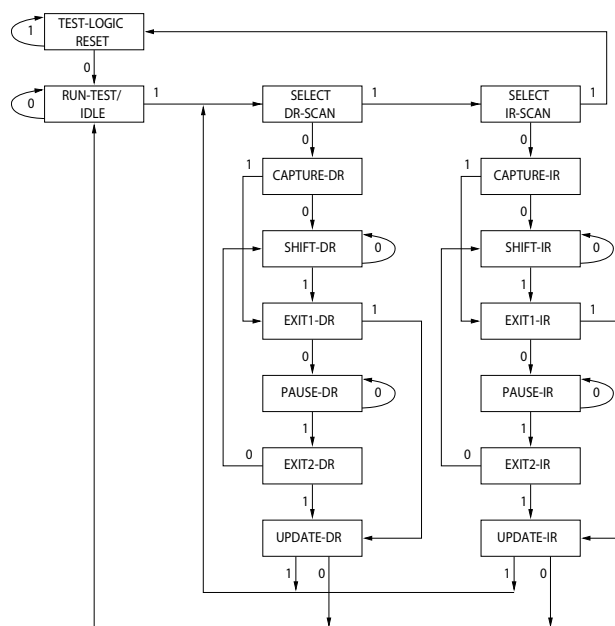 TEST-LOGIC
RESET
1
0
RUN-TEST/
IDLE
0
1
SELECT
DR-SCAN
1
SELECT
IR-SCAN
1
0
0
CAPTURE-DR
1
CAPTURE-IR
1
0
0
SHIFT-DR
0
SHIFT-IR
0
1
1
EXIT1-DR
1
EXIT1-IR
1
0
0
PAUSE-DR
0
PAUSE-IR
0
1
1
EXIT2-DR
0
EXIT2-IR
0
1
1
UPDATE-DR
UPDATE-IR
1
0
1
0